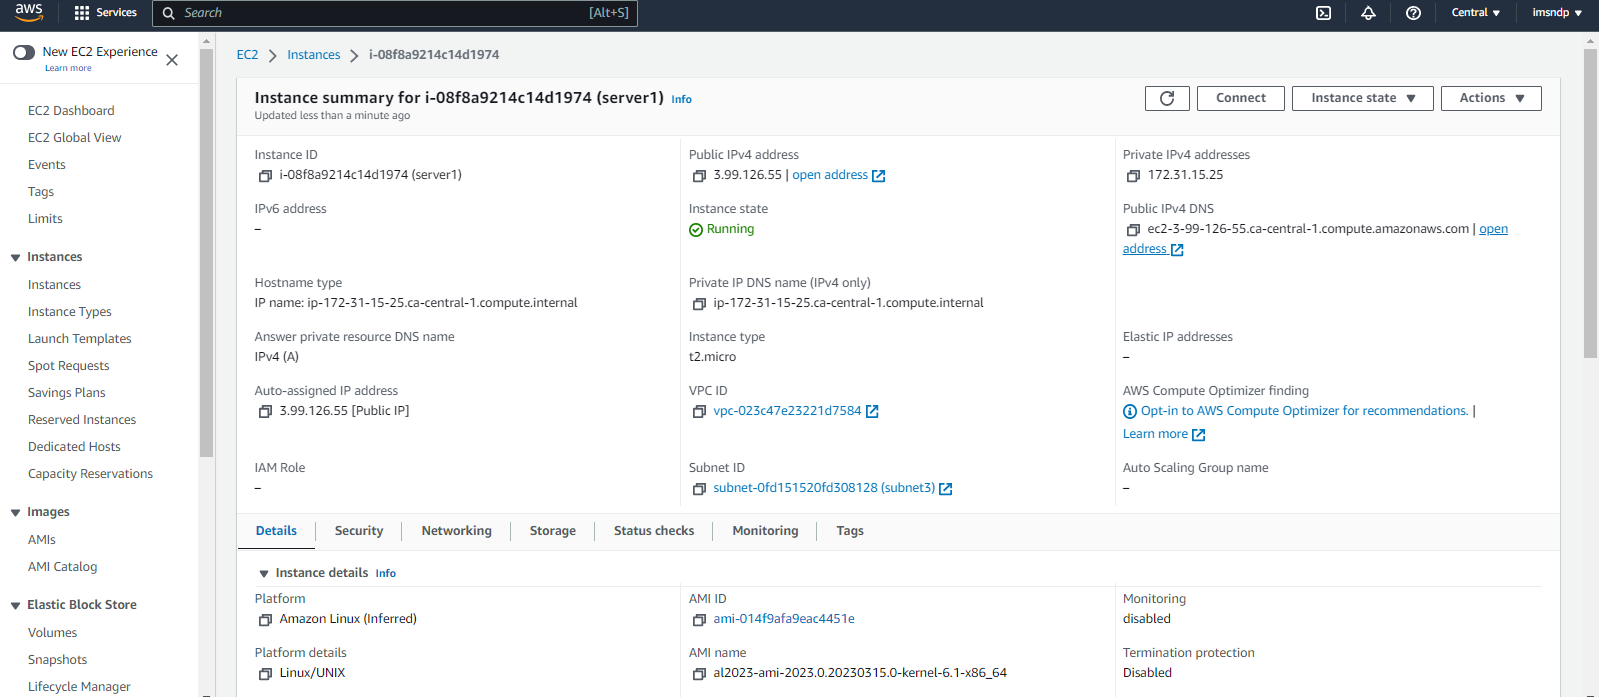 aws
Services
Search
[Alt+S]
Central ▼
imsndp ▼
New EC2 Experience
Learn more
EC2 Dashboard
EC2 Global View
Events
Tags
Limits
Instances
Instances
Instance Types
Launch Templates
Spot Requests
Savings Plans
Reserved Instances
Dedicated Hosts
Capacity Reservations
Images
AMIs
AMI Catalog
Elastic Block Store
Volumes
Snapshots
Lifecycle Manager
EC2 > Instances > i-08f8a9214c14d1974
Instance summary for i-08f8a9214c14d1974 (server1) Info
Updated less than a minute ago
Connect
Instance state ▼
Actions ▼
Instance ID
i-08f8a9214c14d1974 (server1)
Public IPv4 address
3.99.126.55 | open address
Private IPv4 addresses
172.31.15.25
IPv6 address
–
Instance state
Running
Public IPv4 DNS
ec2-3-99-126-55.ca-central-1.compute.amazonaws.com | open
address
Hostname type
IP name: ip-172-31-15-25.ca-central-1.compute.internal
Private IP DNS name (IPv4 only)
ip-172-31-15-25.ca-central-1.compute.internal
Answer private resource DNS name
IPv4 (A)
Instance type
t2.micro
Elastic IP addresses
–
Auto-assigned IP address
3.99.126.55 [Public IP]
VPC ID
vpc-023c47e23221d7584
AWS Compute Optimizer finding
Opt-in to AWS Compute Optimizer for recommendations. |
Learn more
IAM Role
–
Subnet ID
subnet-0fd151520fd308128 (subnet3)
Auto Scaling Group name
–
Details
Security
Networking
Storage
Status checks
Monitoring
Tags
Instance details Info
Platform
Amazon Linux (Inferred)
AMI ID
ami-014f9afa9eac4451e
Monitoring
disabled
Platform details
Linux/UNIX
AMI name
al2023-ami-2023.0.20230315.0-kernel-6.1-x86_64
Termination protection
Disabled